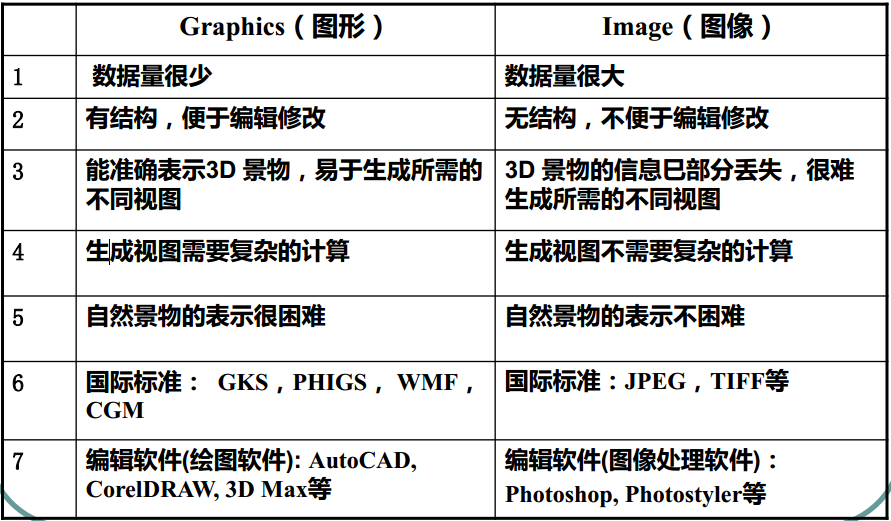 Graphics（图形） Image（图像）
1 数据量很少 数据量很大
2 有结构，便于编辑修改 无结构，不便于编辑修改
3 能准确表示3D 景物，易于生成所需的 3D 景物的信息巳部分丢失，很难
不同视图 生成所需的不同视图
4 生成视图需要复杂的计算 生成视图不需要复杂的计算
5 自然景物的表示很困难 自然景物的表示不困难
6 国际标准： GKS，PHIGS， WMF， 国际标准：JPEG，TIFF等
CGM
7 编辑软件(绘图软件): AutoCAD, 编辑软件(图像处理软件)：
CorelDRAW, 3D Max等 Photoshop, Photostyler等